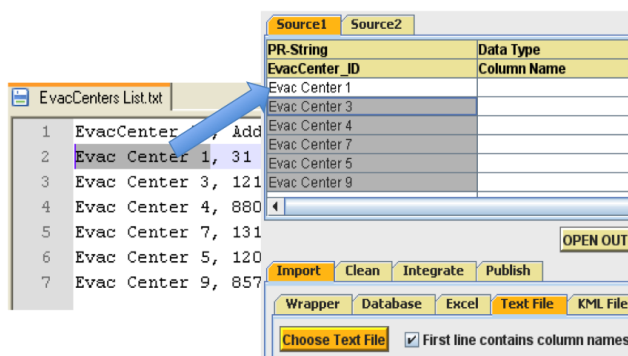 EvacCenters List.txt
1 EvacCenter , Add
2 Evac Center 1, 31
3 Evac Center 3, 121
4 Evac Center 4, 880
5 Evac Center 7, 131
6 Evac Center 5, 120
7 Evac Center 9, 857
Source1 Source2
PR-String Data Type
EvacCenter_ID Column Name
Evac Center 1
Evac Center 3
Evac Center 4
Evac Center 7
Evac Center 5
Evac Center 9
OPEN OUT
Import Clean Integrate Publish
Wrapper Database Excel Text File KML File
Choose Text File First line contains column names